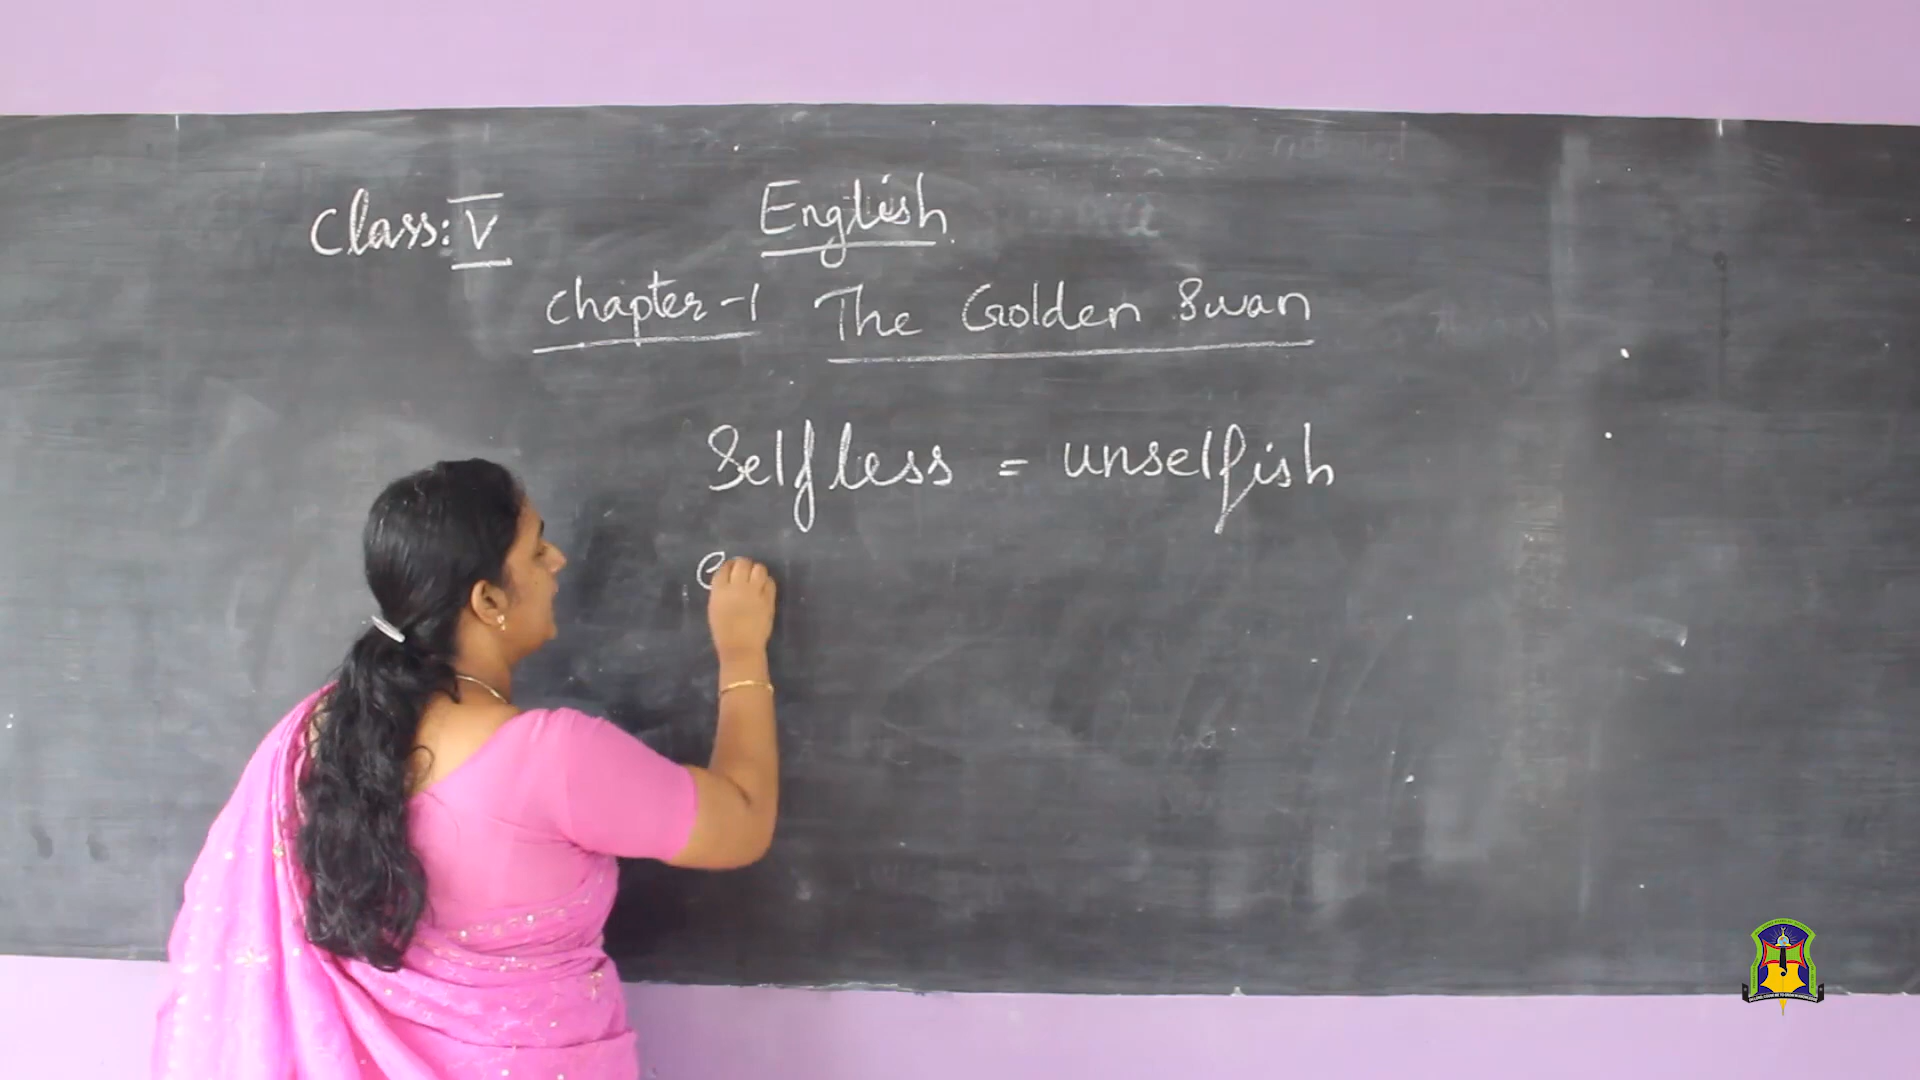 Class: V English
Chapter-1 The Golden Swan
Selfless = unselfish
e